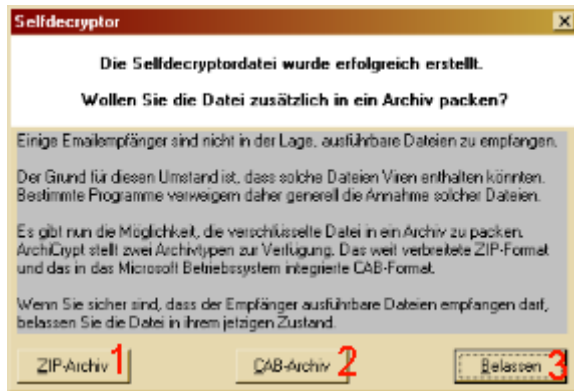 Selfdecryptor
Die Selfdecryptordatei wurde erfolgreich erstellt.
Wollen Sie die Datei zusätzlich in ein Archiv packen?
Einige Emailempfänger sind nicht in der Lage, ausführbare Dateien zu empfangen.
Der Grund für diesen Umstand ist, dass solche Dateien Viren enthalten könnten.
Bestimmte Programme verweigern daher generell die Annahme solcher Dateien.
Es gibt nun die Möglichkeit, die verschlüsselte Datei in ein Archiv zu packen.
ArchiCrypt stellt zwei Archivtypen zur Verfügung. Das weit verbreitete ZIP-Format
und das in das Microsoft Betriebssystem integrierte CAB-Format.
Wenn Sie sicher sind, dass der Empfänger ausführbare Dateien empfangen darf,
belassen Sie die Datei in ihrem jetzigen Zustand.
ZIP-Archiv 1 CAB-Archiv 2 Belassen 3